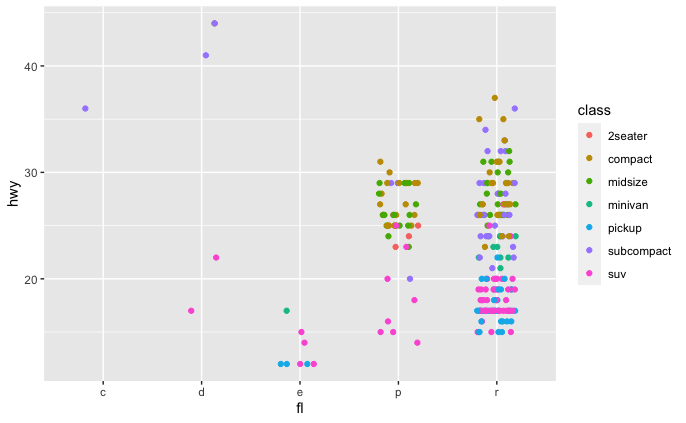 hwy
40
30
20
c d e p r
fl
class
2seater
compact
midsize
minivan
pickup
subcompact
suv